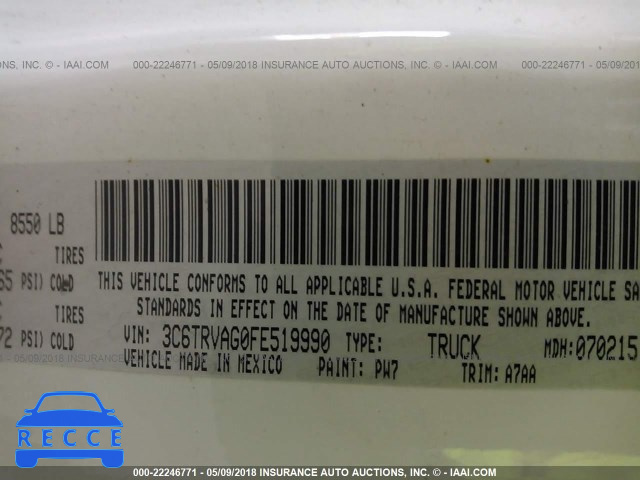 INC. © - IAAI.COM 000-22246771 - 05/09/2018 INSURANCE AUTO AUCTIONS, INC. © - IAAI.COM 000-22246771 - 05/09/2018
8550 LB
TIRES
65 PSI) COLD
TIRES
72 PSI) COLD
THIS VEHICLE CONFORMS TO ALL APPLICABLE U.S.A. FEDERAL MOTOR VEHICLE SA
STANDARDS IN EFFECT ON THE DATE OF MANUFACTURE SHOWN ABOVE.
VIN: 3C6TRVAG0FE519990 TYPE: TRUCK MDH: 070215
VEHICLE MADE IN MEXICO PAINT: PW7 TRIM: A7AA
RECORD
000-22246771 - 05/09/2018 INSURANCE AUTO AUCTIONS, INC. © - IAAI.COM